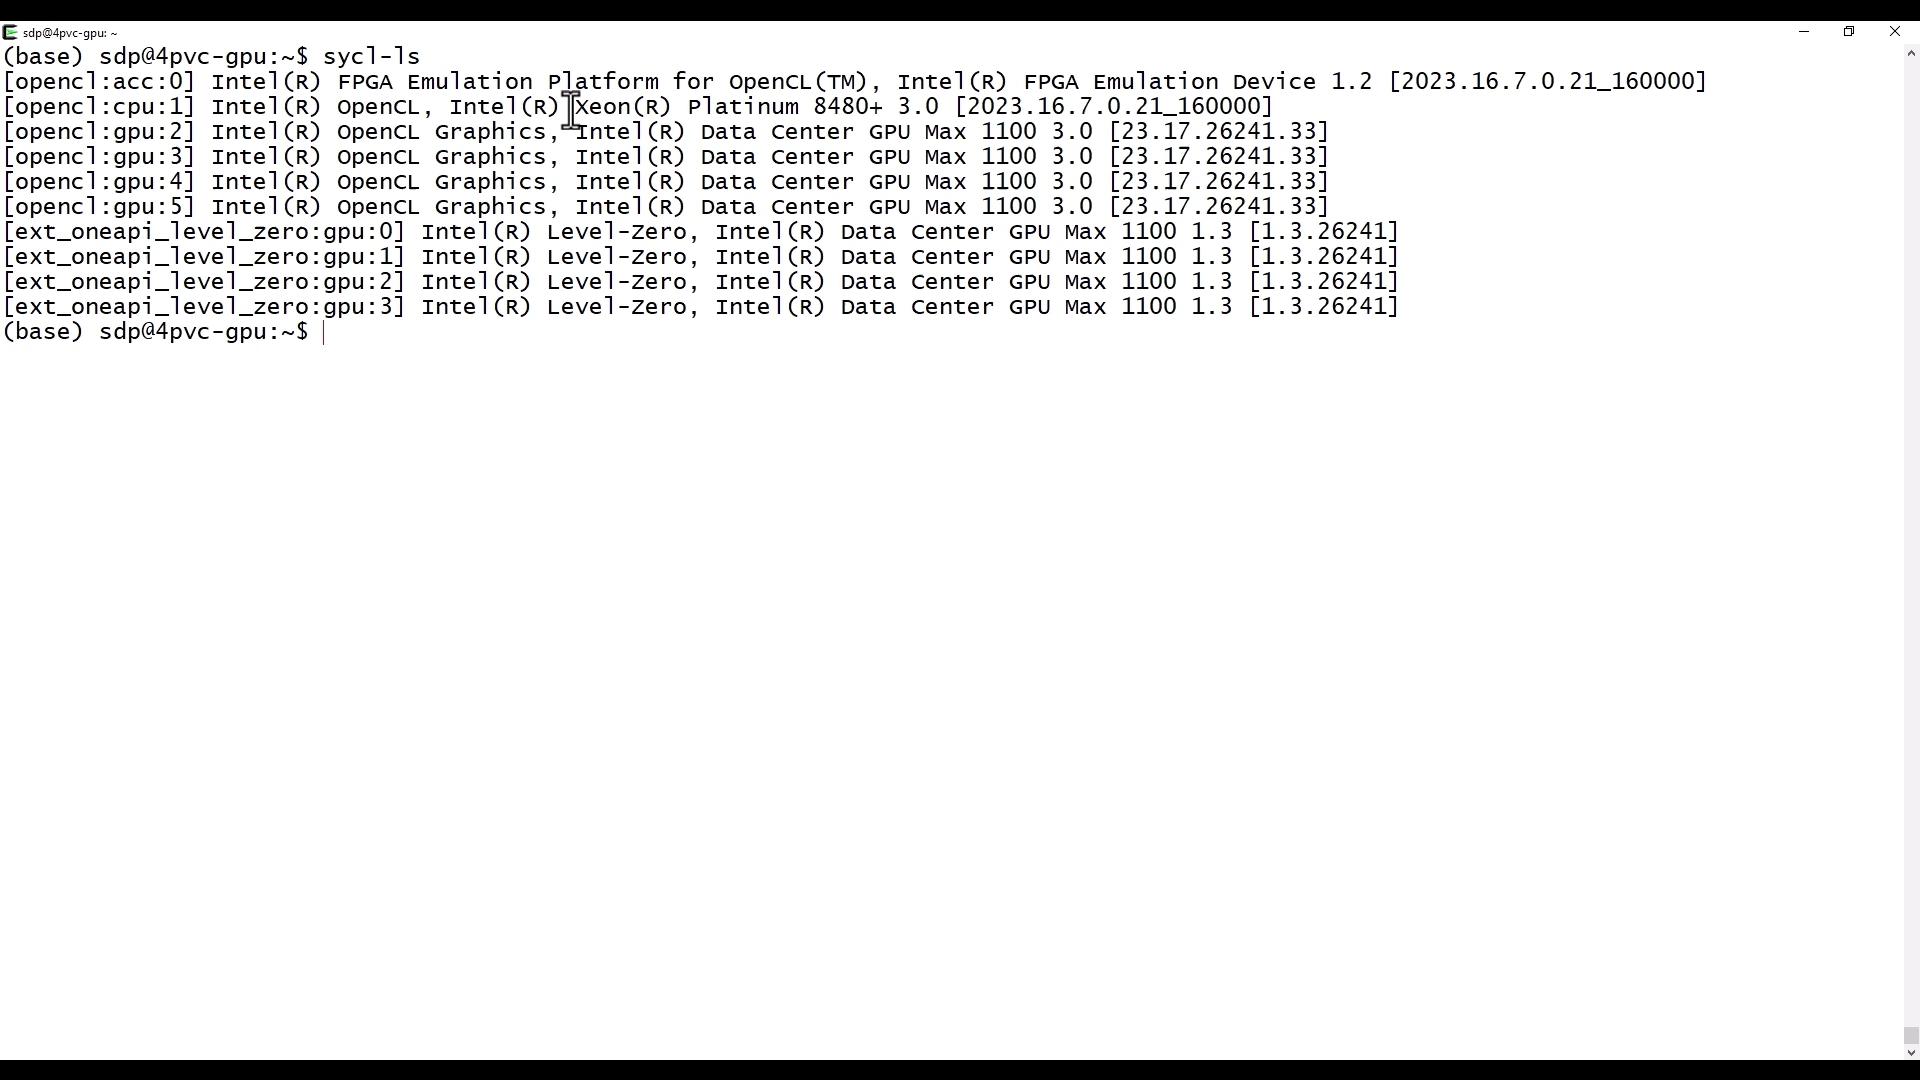 sdp@4pvc-gpu: ~
(base) sdp@4pvc-gpu:~$ sycl-ls
[opencl:acc:0] Intel(R) FPGA Emulation Platform for OpenCL(TM), Intel(R) FPGA Emulation Device 1.2 [2023.16.7.0.21_160000]
[opencl:cpu:1] Intel(R) OpenCL, Intel(R) Xeon(R) Platinum 8480+ 3.0 [2023.16.7.0.21_160000]
[opencl:gpu:2] Intel(R) OpenCL Graphics, Intel(R) Data Center GPU Max 1100 3.0 [23.17.26241.33]
[opencl:gpu:3] Intel(R) OpenCL Graphics, Intel(R) Data Center GPU Max 1100 3.0 [23.17.26241.33]
[opencl:gpu:4] Intel(R) OpenCL Graphics, Intel(R) Data Center GPU Max 1100 3.0 [23.17.26241.33]
[opencl:gpu:5] Intel(R) OpenCL Graphics, Intel(R) Data Center GPU Max 1100 3.0 [23.17.26241.33]
[ext_oneapi_level_zero:gpu:0] Intel(R) Level-Zero, Intel(R) Data Center GPU Max 1100 1.3 [1.3.26241]
[ext_oneapi_level_zero:gpu:1] Intel(R) Level-Zero, Intel(R) Data Center GPU Max 1100 1.3 [1.3.26241]
[ext_oneapi_level_zero:gpu:2] Intel(R) Level-Zero, Intel(R) Data Center GPU Max 1100 1.3 [1.3.26241]
[ext_oneapi_level_zero:gpu:3] Intel(R) Level-Zero, Intel(R) Data Center GPU Max 1100 1.3 [1.3.26241]
(base) sdp@4pvc-gpu:~$